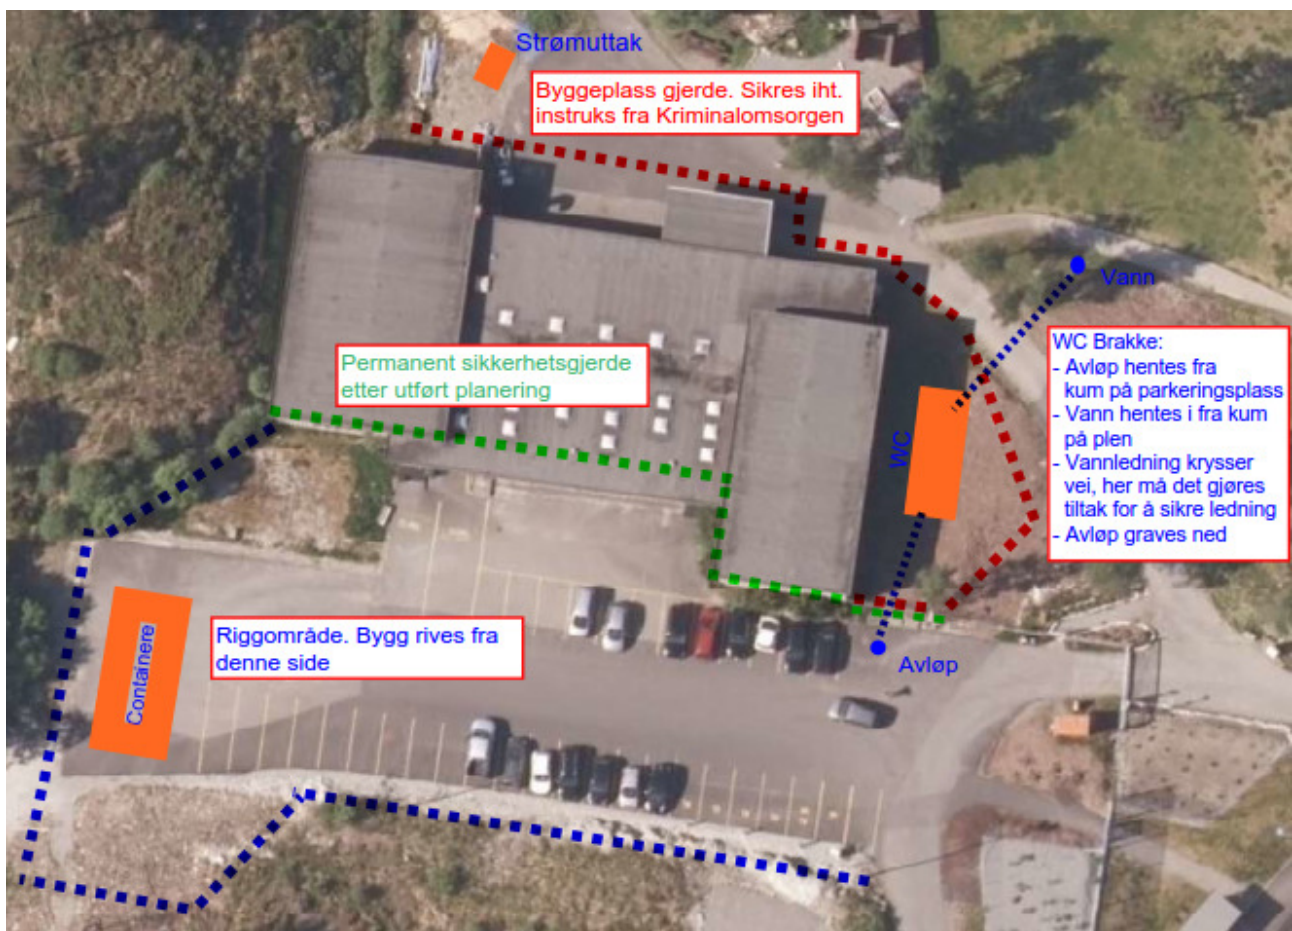 Strømuttak
Byggeplass gjerde. Sikres iht.
instruks fra Kriminalomsorgen
Vann
WC Brakke:
- Avløp hentes fra
kum på parkeringsplass
- Vann hentes i fra kum
på plen
- Vannledning krysser
vei, her må det gjøres
tiltak for å sikre ledning
- Avløp graves ned
Permanent sikkerhetsgjerde
etter utført planering
WC
Riggområde. Bygg rives fra
denne side
Containere
Avløp